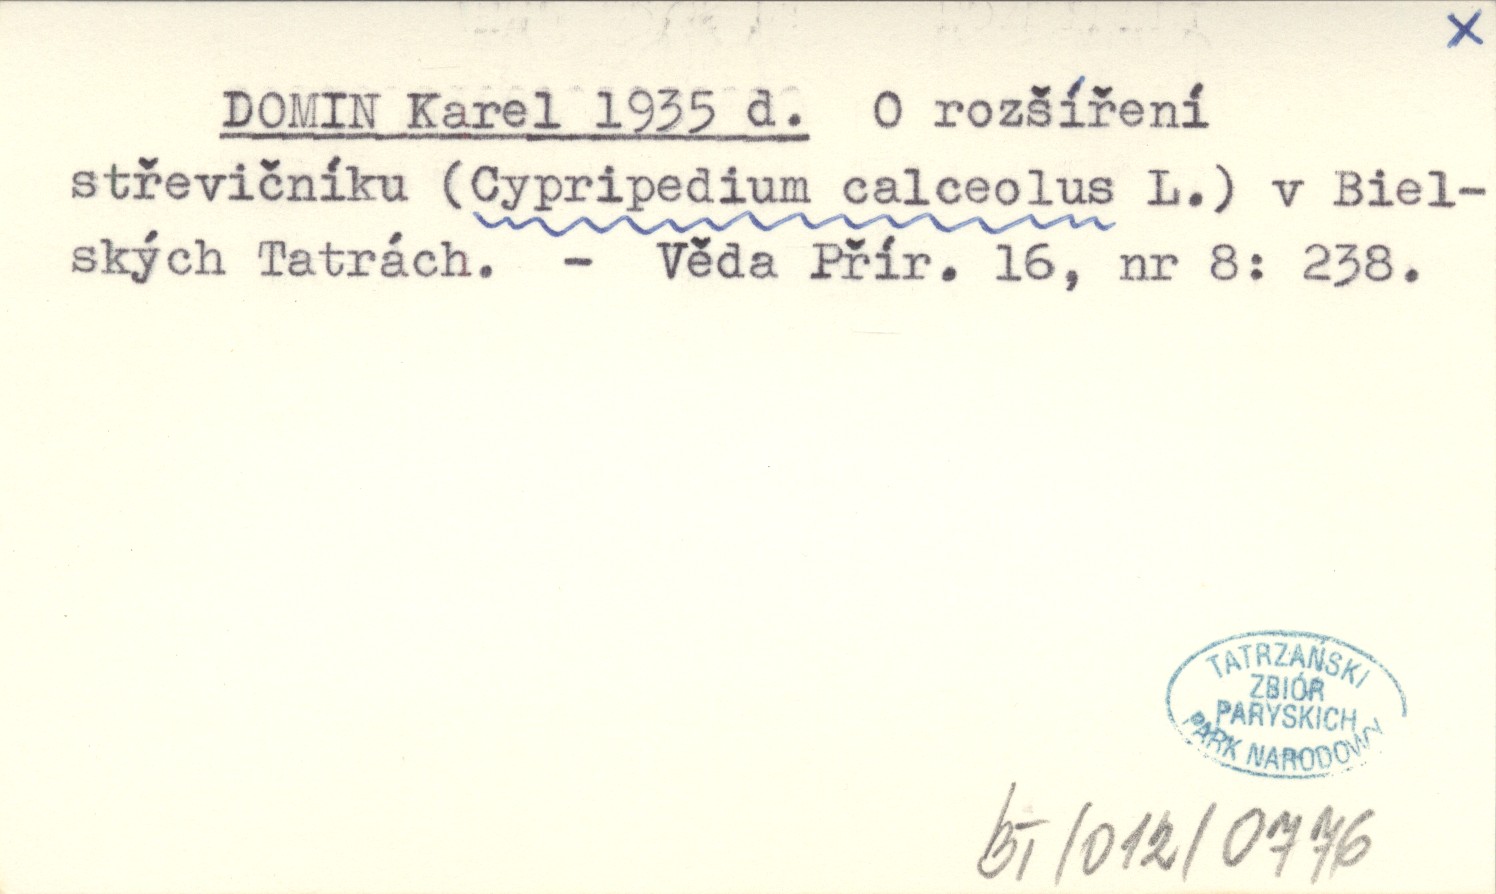 x
DOMIN Karel 1935 d. O rozšíření
střevičníku (Cypripedium calceolus L.) v Biel-
ských Tatrách. - Věda Přír. 16, nr 8: 238.
TATRZAŃSKI
ZBIÓR
PARYSKICH
PARK NARODOWY
BI/012/0776